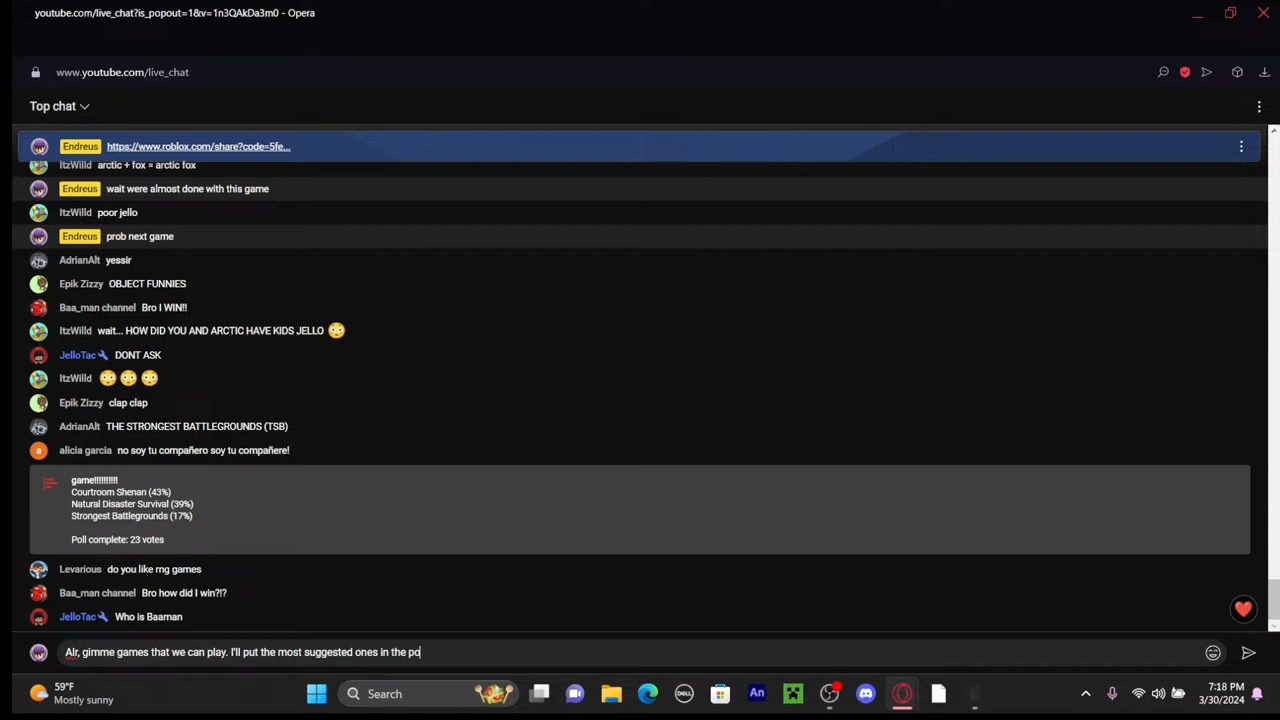 youtube.com/live_chat?is_popout=1&v=1n3QAkDa3m0 - Opera
www.youtube.com/live_chat
Top chat
Endreus https://www.roblox.com/share?code=5fe...
ItzWilld arctic + fox = arctic fox
Endreus wait were almost done with this game
ItzWilld poor jello
Endreus prob next game
AdrianAlt yessir
Epik Zizzy OBJECT FUNNIES
Baa_man channel Bro I WIN!!
ItzWilld wait... HOW DID YOU AND ARCTIC HAVE KIDS JELLO 😳
JelloTac DONT ASK
ItzWilld 😳 😳 😳
Epik Zizzy clap clap
AdrianAlt THE STRONGEST BATTLEGROUNDS (TSB)
a alicia garcia no soy tu compañero soy tu compañere!
game!!!!!!!!!!
Courtroom Shenan (43%)
Natural Disaster Survival (39%)
Strongest Battlegrounds (17%)
Poll complete: 23 votes
Levarious do you like rng games
Baa_man channel Bro how did I win?!?
JelloTac Who is Baaman
Alr, gimme games that we can play. I'll put the most suggested ones in the po
59°F
Mostly sunny
Search
DELL
An
7:18 PM
3/30/2024